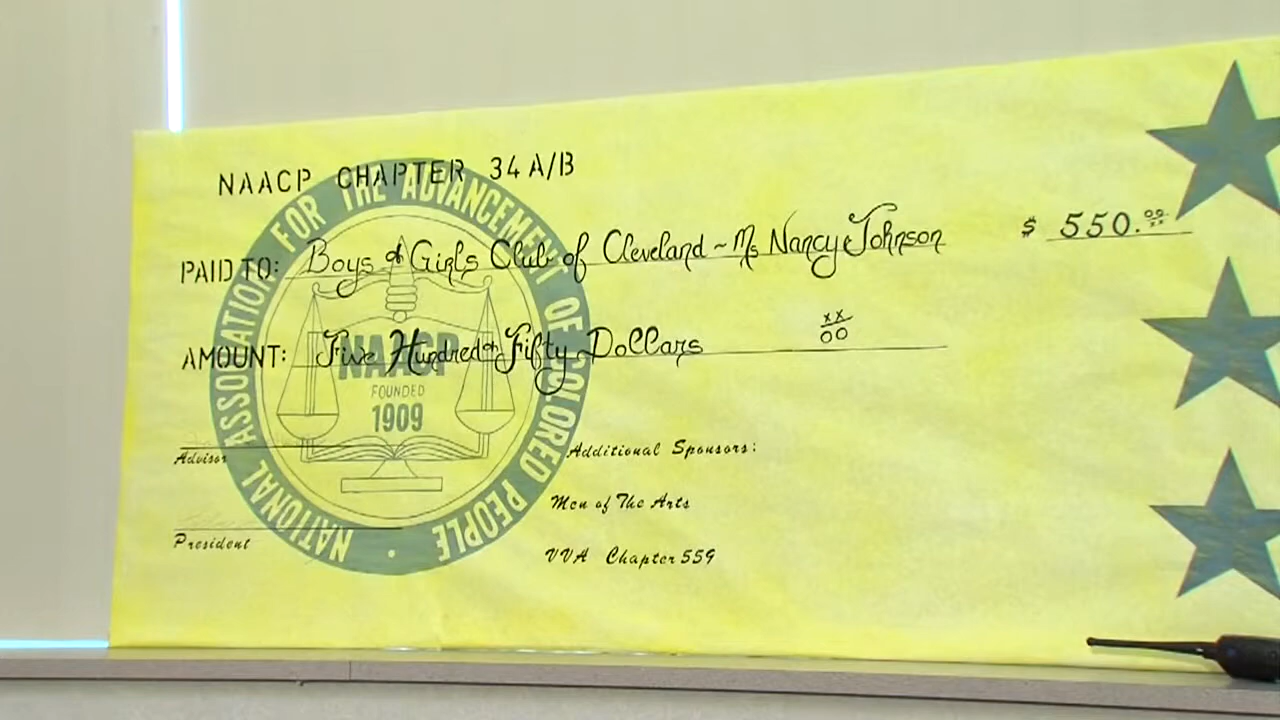 NAACP CHAPTER 34 A/B
PAID TO: Boys & Girls Club of Cleveland ~ Ms Nancy Johnson
$ 550.00/xx
AMOUNT: Five Hundred & Fifty Dollars xx/00
NATIONAL ASSOCIATION FOR THE ADVANCEMENT OF COLORED PEOPLE
NAACP
FOUNDED
1909
Advisor
President
Additional Sponsors:
Men of The Arts
VVA Chapter 559